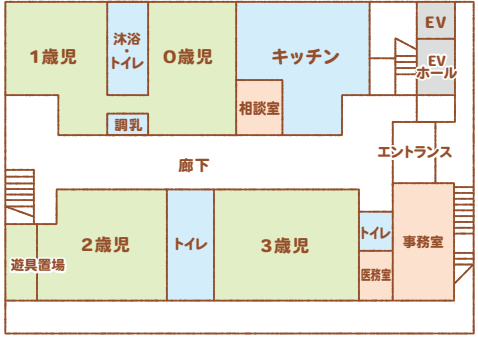 EV
1歳児
沐浴
・
トイレ
0歳児
キッチン
EV
ホール
相談室
調乳
エントランス
廊下
2歳児
トイレ
3歳児
トイレ
事務室
遊具置場
医務室